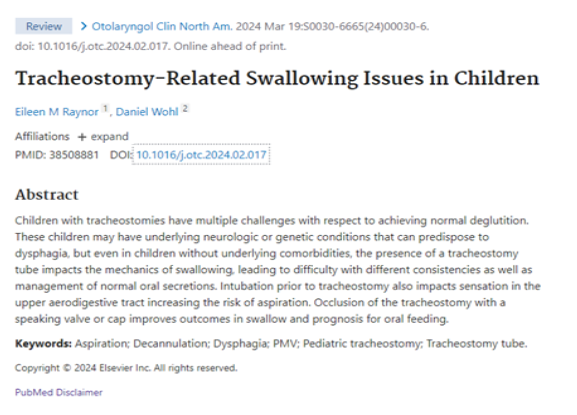 Review > Otolaryngol Clin North Am. 2024 Mar 19:S0030-6665(24)00030-6.
doi: 10.1016/j.otc.2024.02.017. Online ahead of print.
Tracheostomy-Related Swallowing Issues in Children
Eileen M Raynor 1, Daniel Wohl 2
Affiliations + expand
PMID: 38508881 DOI: 10.1016/j.otc.2024.02.017
Abstract
Children with tracheostomies have multiple challenges with respect to achieving normal deglutition.
These children may have underlying neurologic or genetic conditions that can predispose to
dysphagia, but even in children without underlying comorbidities, the presence of a tracheostomy
tube impacts the mechanics of swallowing, leading to difficulty with different consistencies as well as
management of normal oral secretions. Intubation prior to tracheostomy also impacts sensation in the
upper aerodigestive tract increasing the risk of aspiration. Occlusion of the tracheostomy with a
speaking valve or cap improves outcomes in swallow and prognosis for oral feeding.
Keywords: Aspiration; Decannulation; Dysphagia; PMV; Pediatric tracheostomy; Tracheostomy tube.
Copyright © 2024 Elsevier Inc. All rights reserved.
PubMed Disclaimer